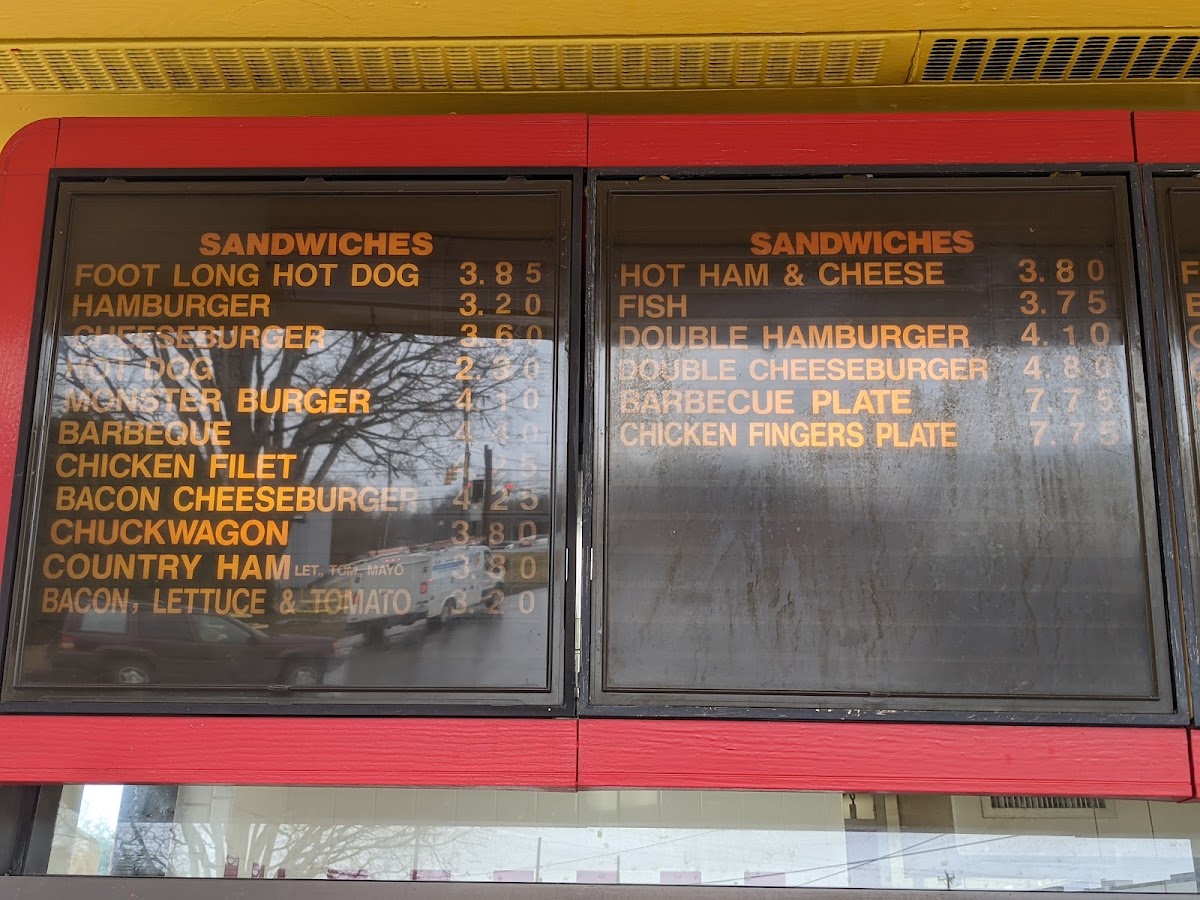 SANDWICHES
FOOT LONG HOT DOG 3.85
HAMBURGER 3.20
CHEESEBURGER 3.60
HOT DOG 2.30
MONSTER BURGER 4.10
BARBEQUE
CHICKEN FILET
BACON CHEESEBURGER 4.25
CHUCKWAGON 3.80
COUNTRY HAM LET., TOM., MAYO 3.80
BACON, LETTUCE & TOMATO 3.20
SANDWICHES
HOT HAM & CHEESE 3.80
FISH 3.75
DOUBLE HAMBURGER 4.10
DOUBLE CHEESEBURGER 4.80
BARBECUE PLATE 7.75
CHICKEN FINGERS PLATE 7.75